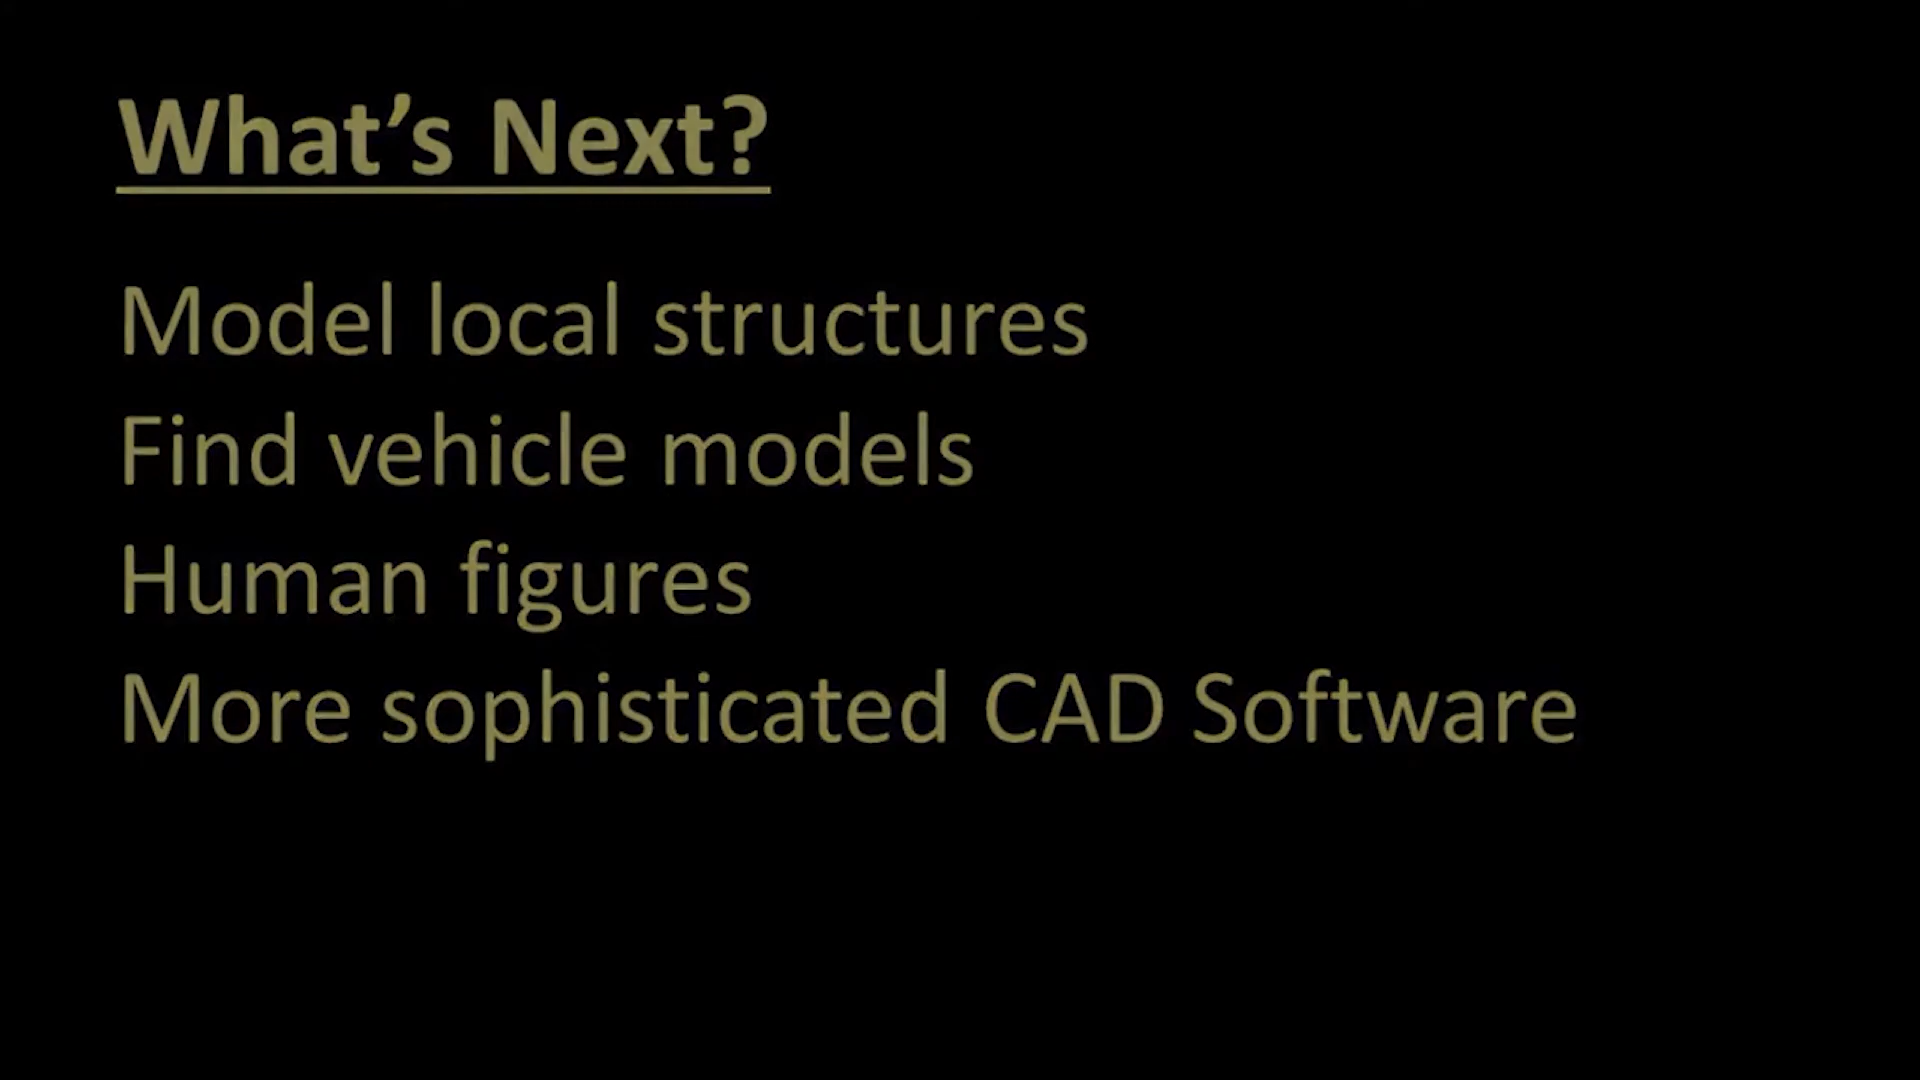 What’s Next?
Model local structures
Find vehicle models
Human figures
More sophisticated CAD Software